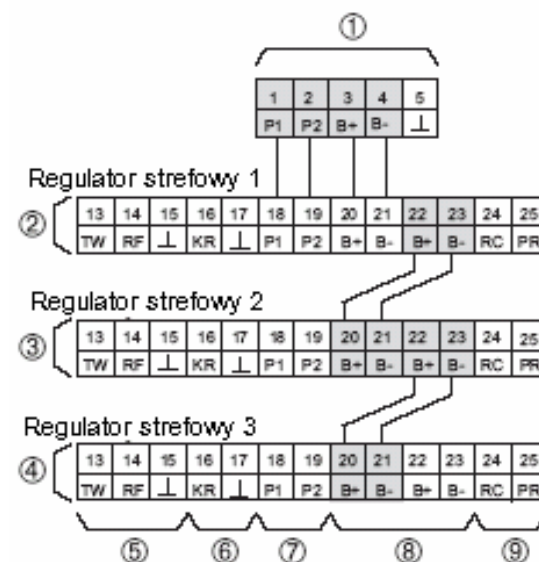 ①
1 2 3 4 5
P1 P2 B+ B- ⊥
Regulator strefowy 1
② 13 14 15 16 17 18 19 20 21 22 23 24 25
TW RF ⊥ KR ⊥ P1 P2 B+ B- B+ B- RC PR
Regulator strefowy 2
③ 13 14 15 16 17 18 19 20 21 22 23 24 25
TW RF ⊥ KR ⊥ P1 P2 B+ B- B+ B- RC PR
Regulator strefowy 3
④ 13 14 15 16 17 18 19 20 21 22 23 24 25
TW RF ⊥ KR ⊥ P1 P2 B+ B- B+ B- RC PR
⑤ ⑥ ⑦ ⑧ ⑨